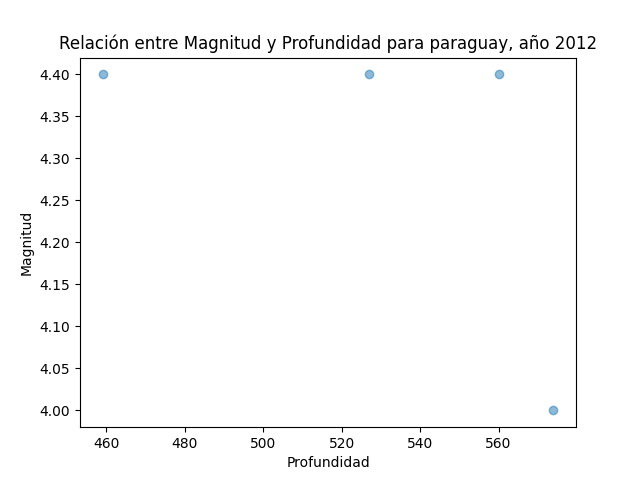 Relación entre Magnitud y Profundidad para paraguay, año 2012
4.40
4.35
4.30
4.25
4.20
4.15
4.10
4.05
4.00
Magnitud
460 480 500 520 540 560
Profundidad